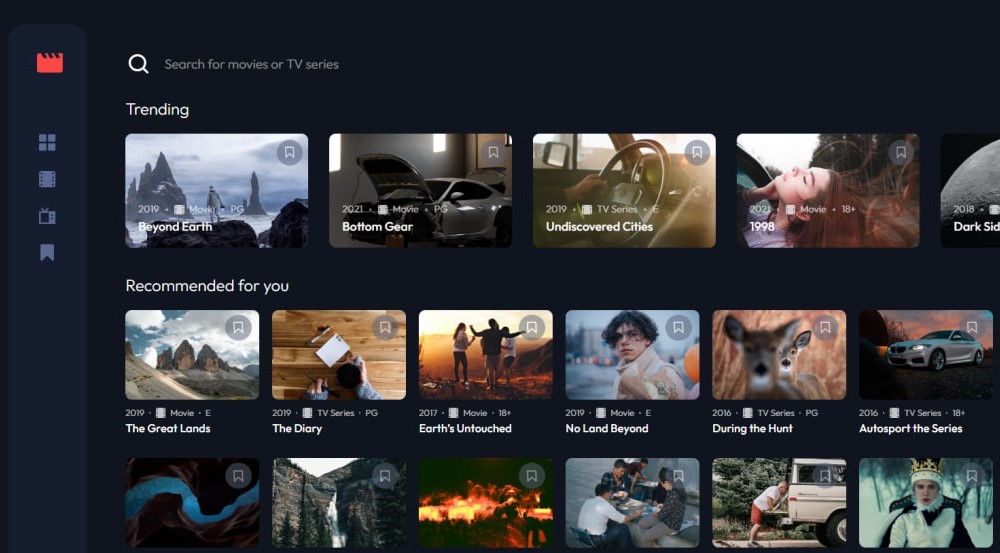 Search for movies or TV series
Trending
2019 • Movie • PG
Beyond Earth
2021 • Movie • PG
Bottom Gear
2019 • TV Series • E
Undiscovered Cities
2021 • Movie • 18+
1998
2018 •
Dark Sid
Recommended for you
2019 · Movie · E
The Great Lands
2019 · TV Series · PG
The Diary
2017 · Movie · 18+
Earth's Untouched
2019 · Movie · E
No Land Beyond
2016 · TV Series · PG
During the Hunt
2016 · TV Series · 18+
Autosport the Series